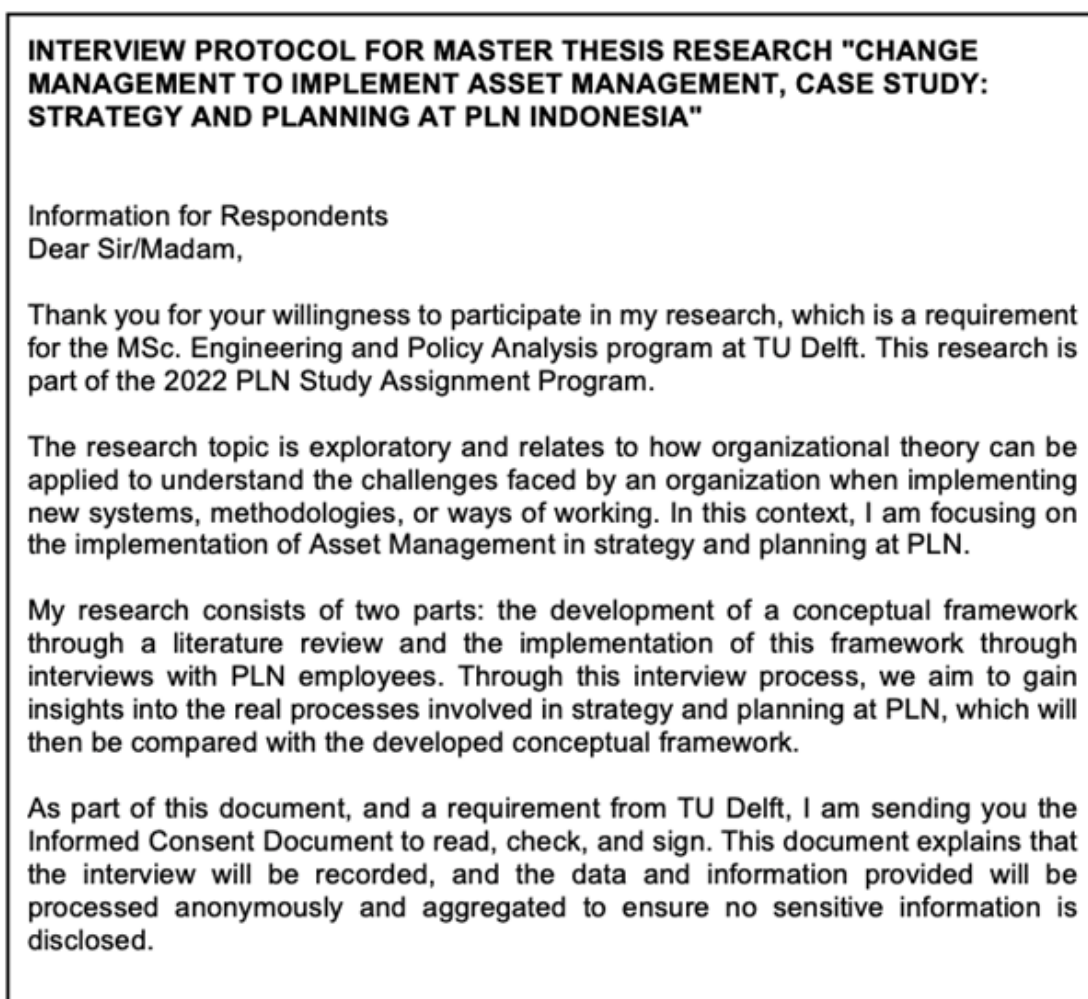 INTERVIEW PROTOCOL FOR MASTER THESIS RESEARCH "CHANGE
MANAGEMENT TO IMPLEMENT ASSET MANAGEMENT, CASE STUDY:
STRATEGY AND PLANNING AT PLN INDONESIA"
Information for Respondents
Dear Sir/Madam,
Thank you for your willingness to participate in my research, which is a requirement
for the MSc. Engineering and Policy Analysis program at TU Delft. This research is
part of the 2022 PLN Study Assignment Program.
The research topic is exploratory and relates to how organizational theory can be
applied to understand the challenges faced by an organization when implementing
new systems, methodologies, or ways of working. In this context, I am focusing on
the implementation of Asset Management in strategy and planning at PLN.
My research consists of two parts: the development of a conceptual framework
through a literature review and the implementation of this framework through
interviews with PLN employees. Through this interview process, we aim to gain
insights into the real processes involved in strategy and planning at PLN, which will
then be compared with the developed conceptual framework.
As part of this document, and a requirement from TU Delft, I am sending you the
Informed Consent Document to read, check, and sign. This document explains that
the interview will be recorded, and the data and information provided will be
processed anonymously and aggregated to ensure no sensitive information is
disclosed.